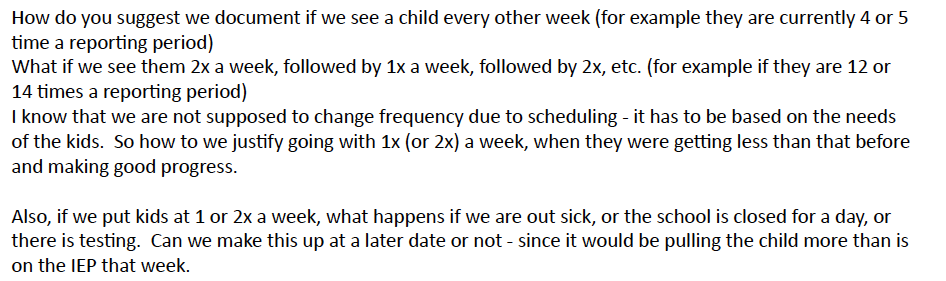 How do you suggest we document if we see a child every other week (for example they are currently 4 or 5
time a reporting period)
What if we see them 2x a week, followed by 1x a week, followed by 2x, etc. (for example if they are 12 or
14 times a reporting period)
I know that we are not supposed to change frequency due to scheduling - it has to be based on the needs
of the kids.  So how to we justify going with 1x (or 2x) a week, when they were getting less than that before
and making good progress.

Also, if we put kids at 1 or 2x a week, what happens if we are out sick, or the school is closed for a day, or
there is testing.  Can we make this up at a later date or not - since it would be pulling the child more than is
on the IEP that week.